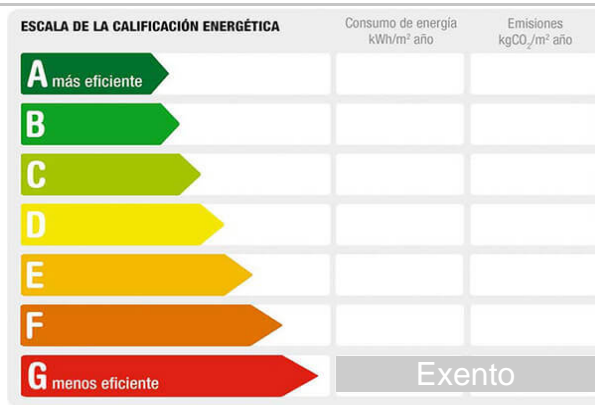 ESCALA DE LA CALIFICACIÓN ENERGÉTICA
Consumo de energía
kWh/m² año
Emisiones
kgCO₂/m² año
A más eficiente
B
C
D
E
F
G menos eficiente
Exento